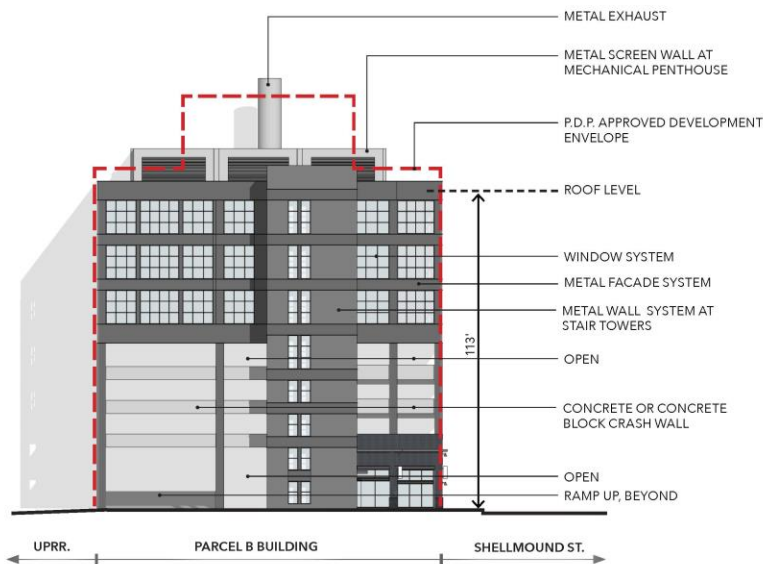 METAL EXHAUST
METAL SCREEN WALL AT
MECHANICAL PENTHOUSE
P.D.P. APPROVED DEVELOPMENT
ENVELOPE
ROOF LEVEL
WINDOW SYSTEM
METAL FACADE SYSTEM
METAL WALL SYSTEM AT
STAIR TOWERS
113'
OPEN
CONCRETE OR CONCRETE
BLOCK CRASH WALL
OPEN
RAMP UP, BEYOND
UPRR.
PARCEL B BUILDING
SHELLMOUND ST.